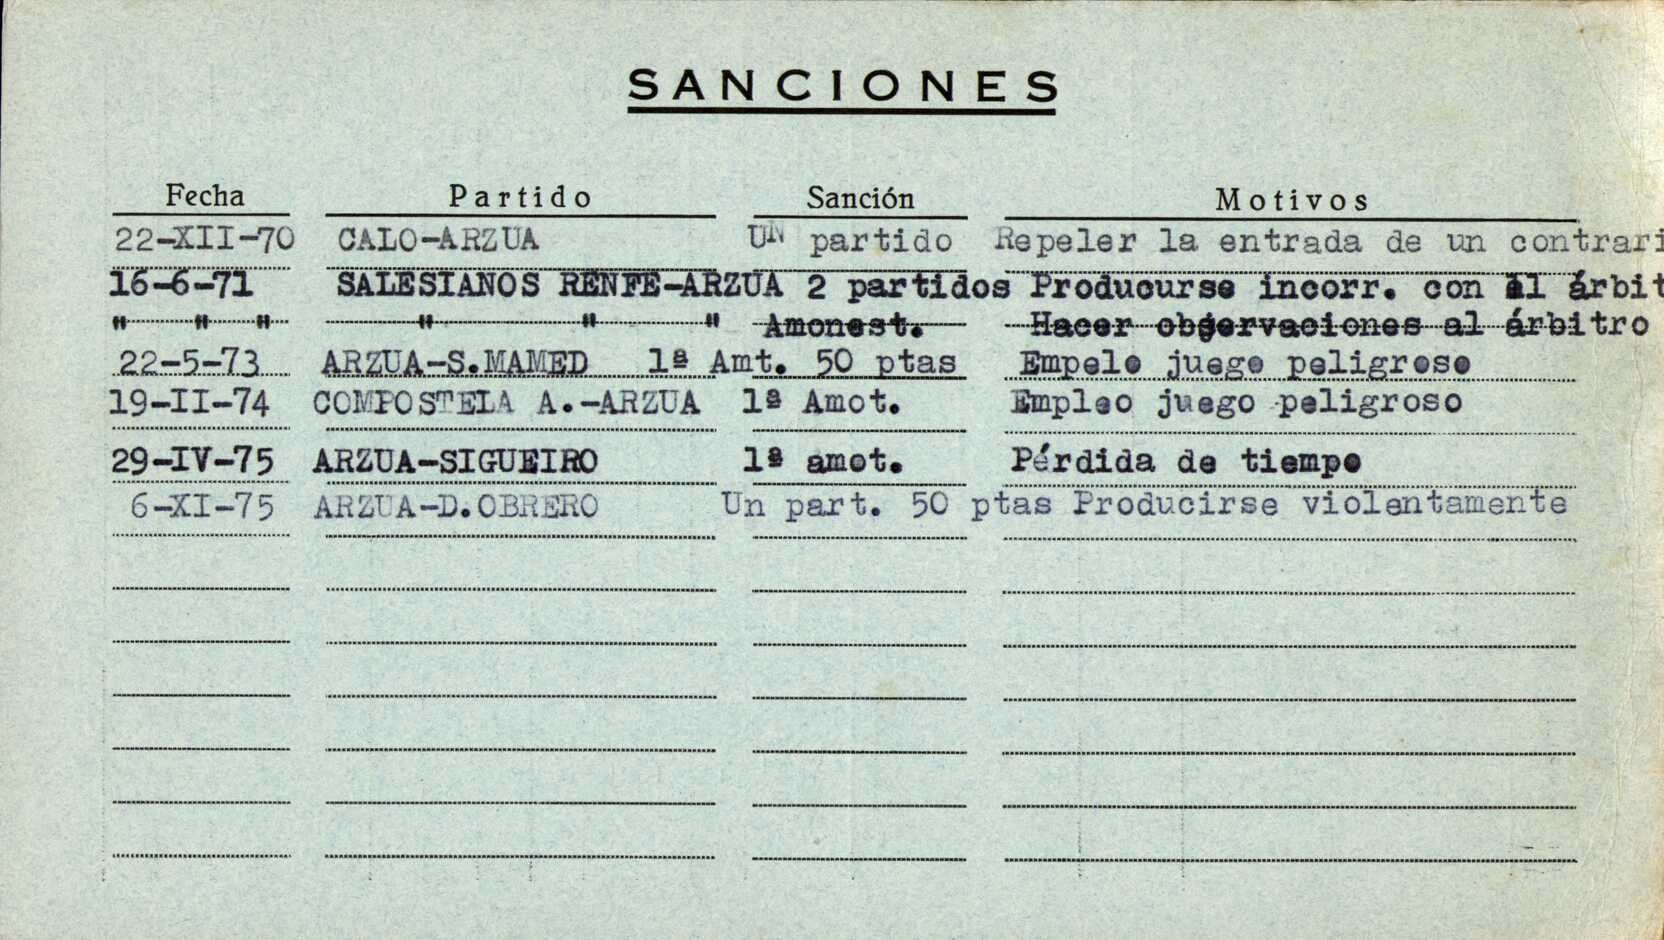 SANCIONES
Fecha Partido Sanción Motivos
22-XII-70 CALO-ARZUA UN partido Repeler la entrada de un contrari
16-6-71 SALESIANOS RENFE-ARZUA 2 partidos Producurse incorr. con el árbit
" " " " " " Amonest. Hacer observaciones al árbitro
22-5-73 ARZUA-S.MAMED 1ª Amt. 50 ptas Empelo juego peligroso
19-II-74 COMPOSTELA A.-ARZUA 1ª Amot. Empleo juego peligroso
29-IV-75 ARZUA-SIGUEIRO 1ª amot. Pérdida de tiempo
6-XI-75 ARZUA-D.OBRERO Un part. 50 ptas Producirse violentamente